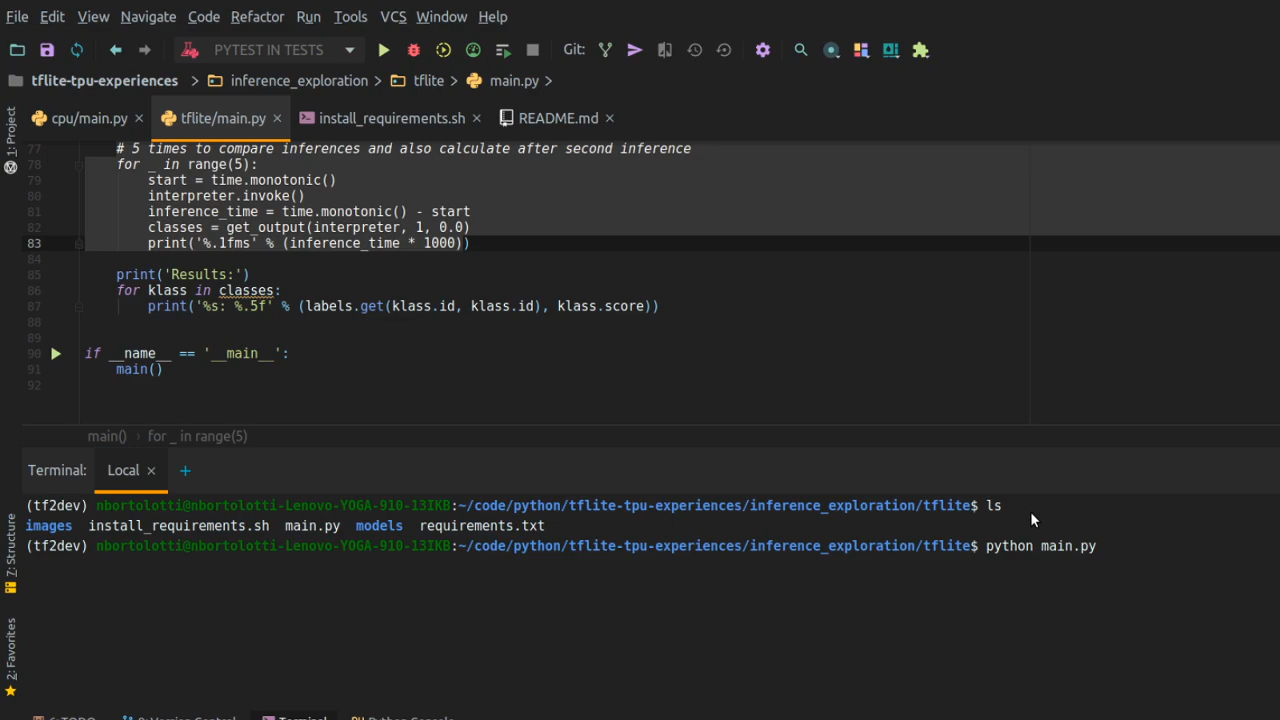 File Edit View Navigate Code Refactor Run Tools VCS Window Help
PYTEST IN TESTS Git:
tflite-tpu-experiences > inference_exploration > tflite > main.py >
cpu/main.py × tflite/main.py × install_requirements.sh × README.md ×
1: Project
77 # 5 times to compare inferences and also calculate after second inference
78 for _ in range(5):
79 start = time.monotonic()
80 interpreter.invoke()
81 inference_time = time.monotonic() - start
82 classes = get_output(interpreter, 1, 0.0)
83 print('%.1fms' % (inference_time * 1000))
84
85 print('Results:')
86 for klass in classes:
87 print('%s: %.5f' % (labels.get(klass.id, klass.id), klass.score))
88
89
90 if __name__ == '__main__':
91 main()
92
main() › for _ in range(5)
Terminal: Local × +
(tf2dev) nbortolotti@nbortolotti-Lenovo-YOGA-910-13IKB:~/code/python/tflite-tpu-experiences/inference_exploration/tflite$ ls
images install_requirements.sh main.py models requirements.txt
(tf2dev) nbortolotti@nbortolotti-Lenovo-YOGA-910-13IKB:~/code/python/tflite-tpu-experiences/inference_exploration/tflite$ python main.py
7: Structure
2: Favorites
6: TODO 9: Version Control Terminal Python Console